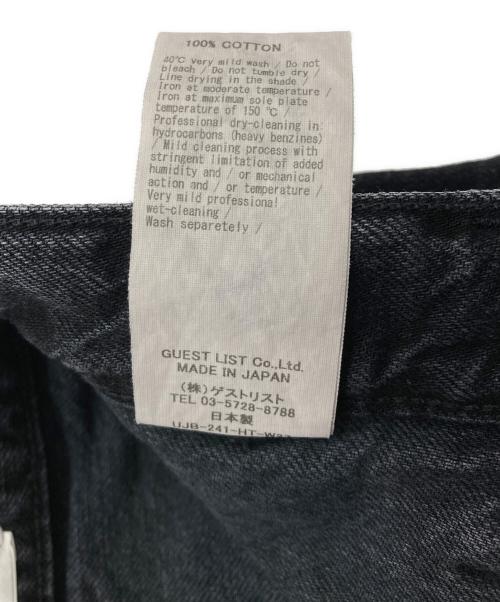 100% COTTON
40℃ very mild wash / Do not
bleach / Do not tumble dry /
Line drying in the shade /
Iron at moderate temperature /
Iron at maximum sole plate
temperature of 150 ℃ /
Professional dry-cleaning in
hydrocarbons (heavy benzines)
/ Mild cleaning process with
stringent limitation of added
humidity and / or mechanical
action and / or temperature /
Very mild professional
wet-cleaning /
Wash separetely /
GUEST LIST Co.,Ltd.
MADE IN JAPAN
(株)ゲストリスト
TEL 03-5728-8788
日本製
UJB-241-HT-W